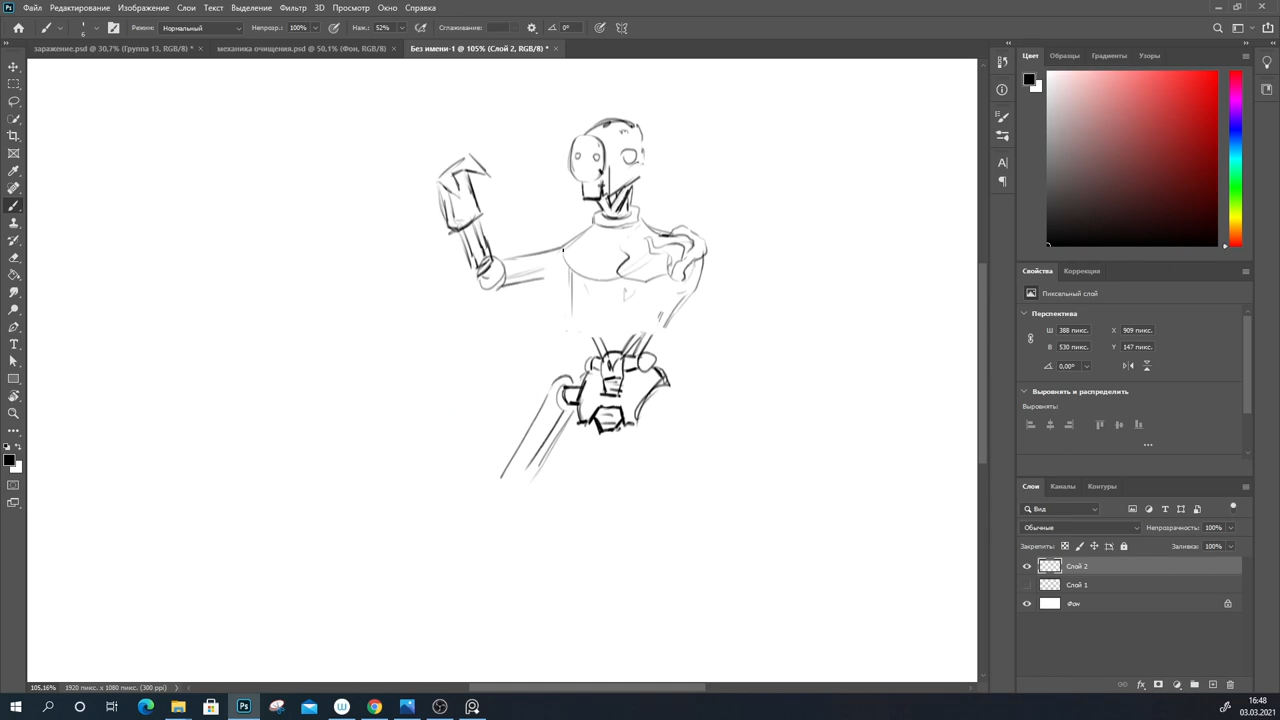 Файл Редактирование Изображение Слои Текст Выделение Фильтр 3D Просмотр Окно Справка
6 Режим: Нормальный Непрозр.: 100% Наж.: 52% Сглаживание: 0°
заражение.psd @ 30,7% (Группа 13, RGB/8) * × механика очищения.psd @ 50,1% (Фон, RGB/8) × Без имени-1 @ 105% (Слой 2, RGB/8) * ×
Цвет Образцы Градиенты Узоры
Свойства Коррекция
Пиксельный слой
Перспектива
Ш 388 пикс. X 909 пикс.
В 530 пикс. Y 147 пикс.
0,00°
Выровнять и распределить
Выровнять:
Слои Каналы Контуры
Вид
Обычные Непрозрачность: 100%
Закрепить: Заливка: 100%
Слой 2
Слой 1
Фон
105,16% 1920 пикс. x 1080 пикс. (300 ppi)
16:48
03.03.2021